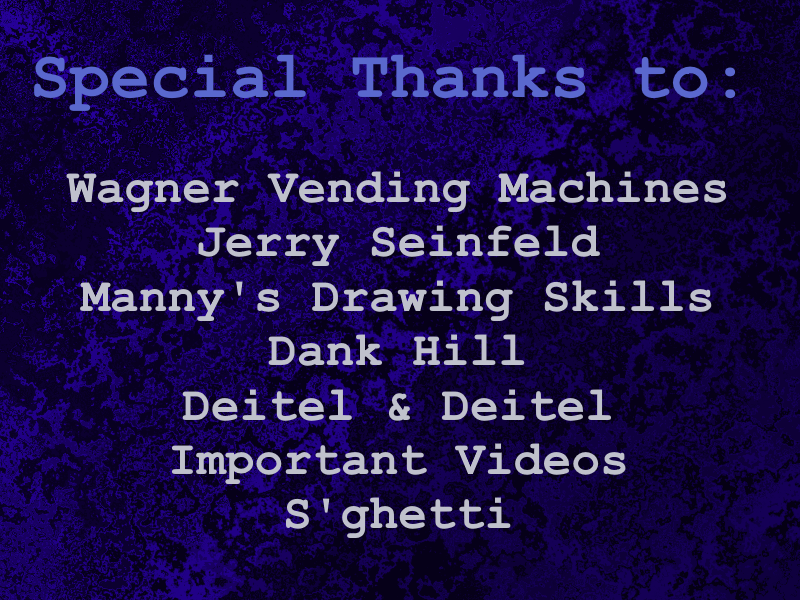 Special Thanks to:
Wagner Vending Machines
Jerry Seinfeld
Manny's Drawing Skills
Dank Hill
Deitel & Deitel
Important Videos
S'ghetti